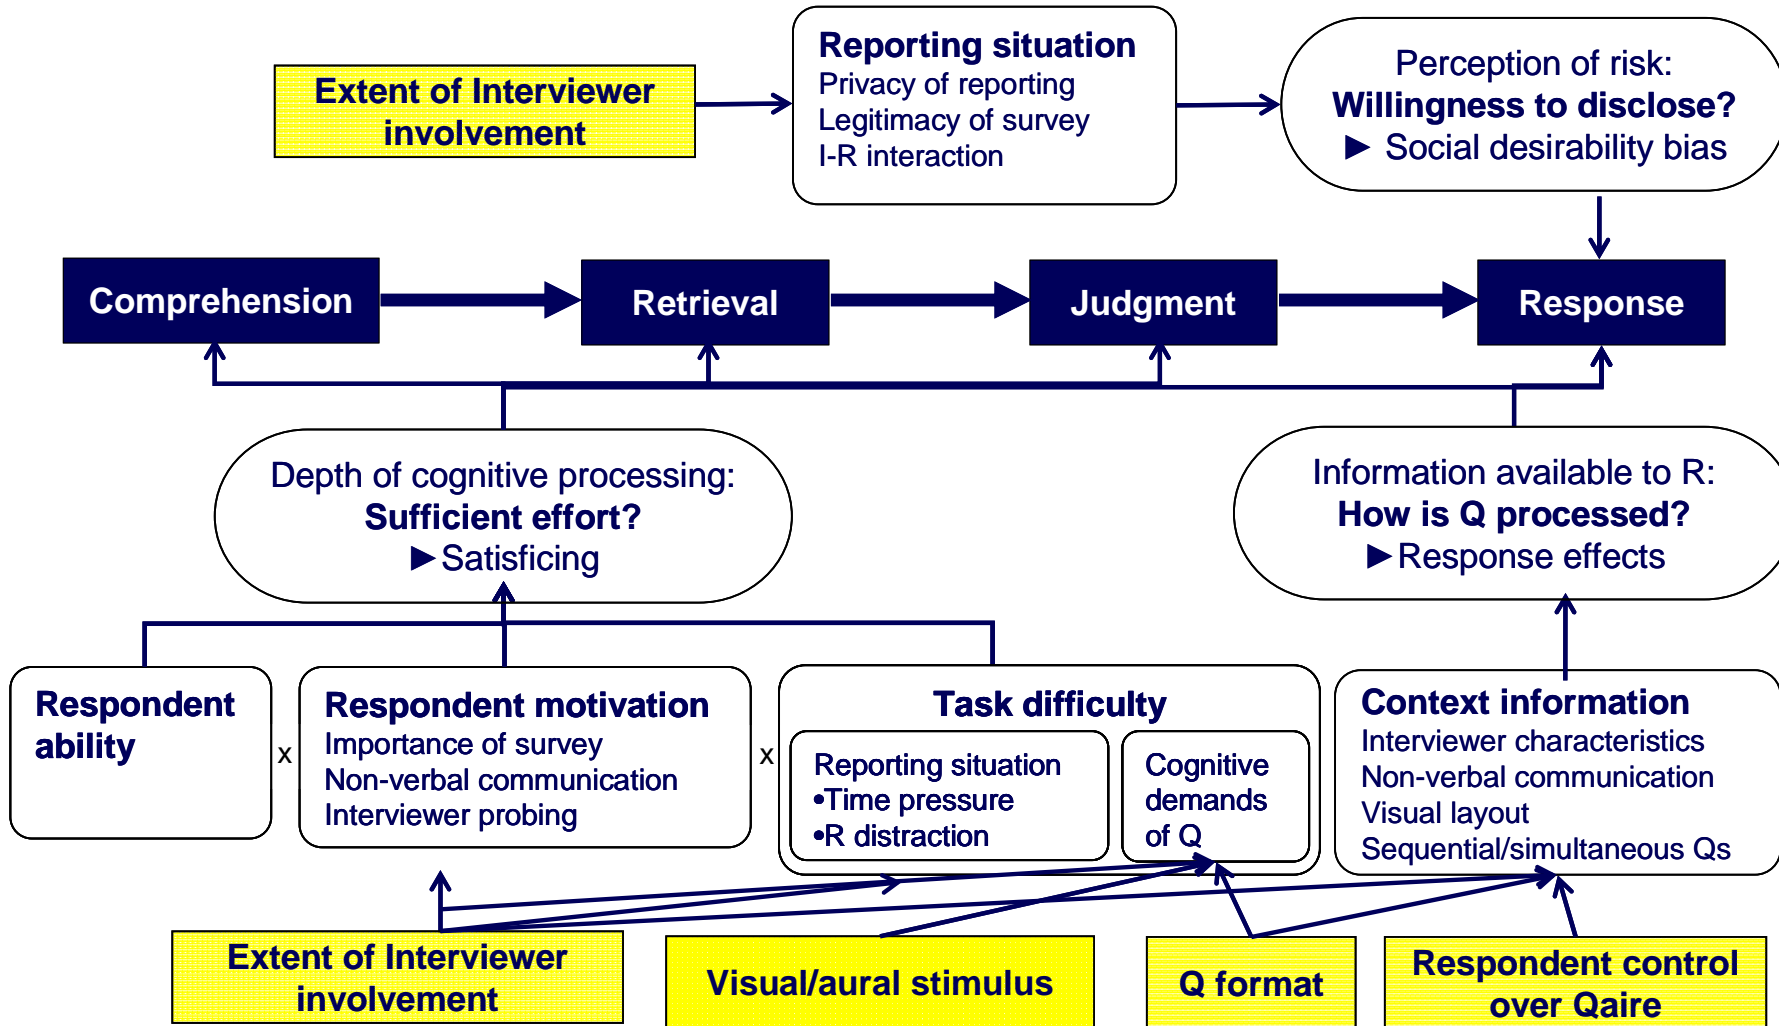 Extent of Interviewer
involvement
Reporting situation
Privacy of reporting
Legitimacy of survey
I-R interaction
Perception of risk:
Willingness to disclose?
► Social desirability bias
Comprehension
Retrieval
Judgment
Response
Depth of cognitive processing:
Sufficient effort?
►Satisficing
Information available to R:
How is Q processed?
►Response effects
Respondent
ability
x
Respondent motivation
Importance of survey
Non-verbal communication
Interviewer probing
x
Task difficulty
Reporting situation
•Time pressure
•R distraction
Cognitive
demands
of Q
Context information
Interviewer characteristics
Non-verbal communication
Visual layout
Sequential/simultaneous Qs
Extent of Interviewer
involvement
Visual/aural stimulus
Q format
Respondent control
over Qaire